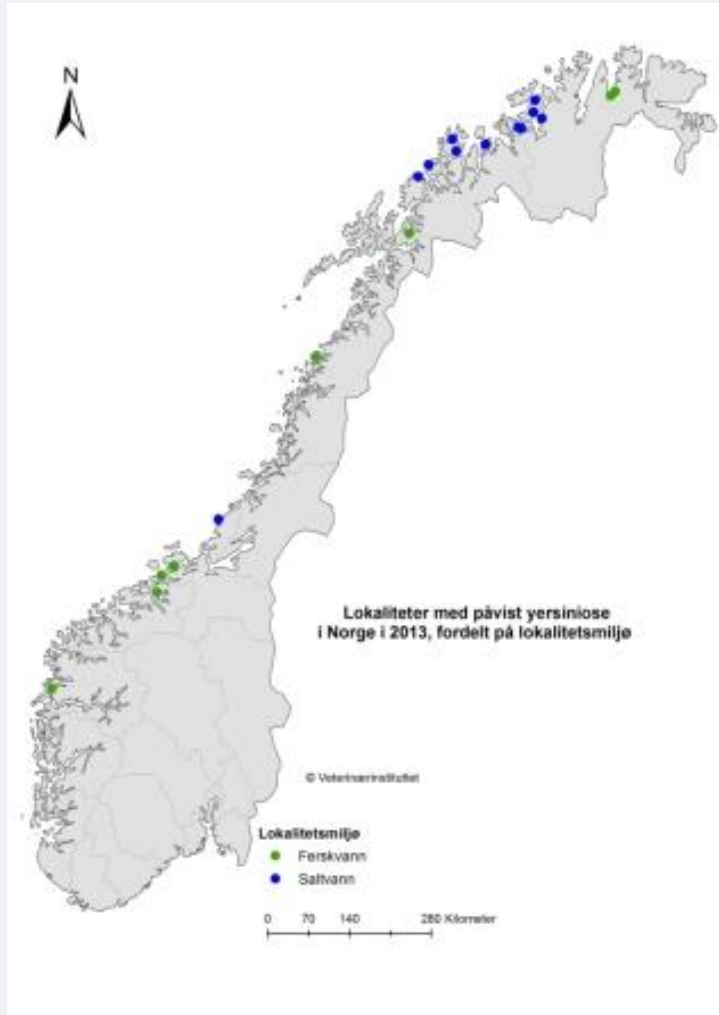 N
Lokaliteter med påvist yersiniose
i Norge i 2013, fordelt på lokalitetsmiljø
© Veterinærinstituttet
Lokalitetsmiljø
Ferskvann
Saltvann
0 70 140 280 Kilometer